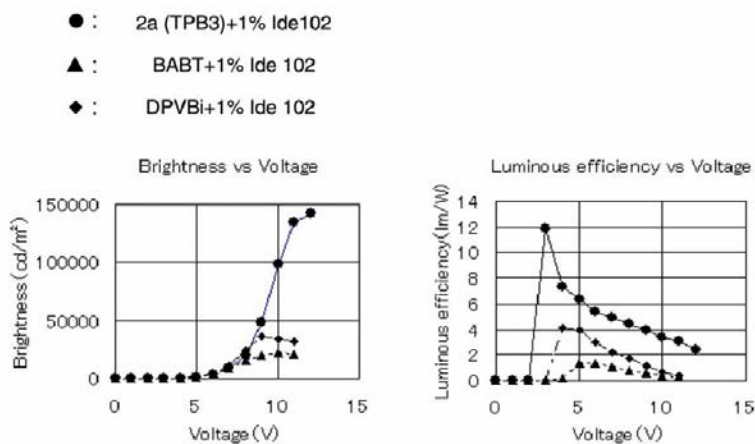 ● : 2a (TPB3)+1% Ide102
▲ : BABT+1% Ide 102
◆ : DPVBi+1% Ide 102
Brightness vs Voltage
Brightness(cd/m²)
150000
100000
50000
0
0 5 10 15
Voltage(V)
Luminous efficiency vs Voltage
Luminous efficiency(lm/W)
14
12
10
8
6
4
2
0
0 5 10 15
Voltage(V)